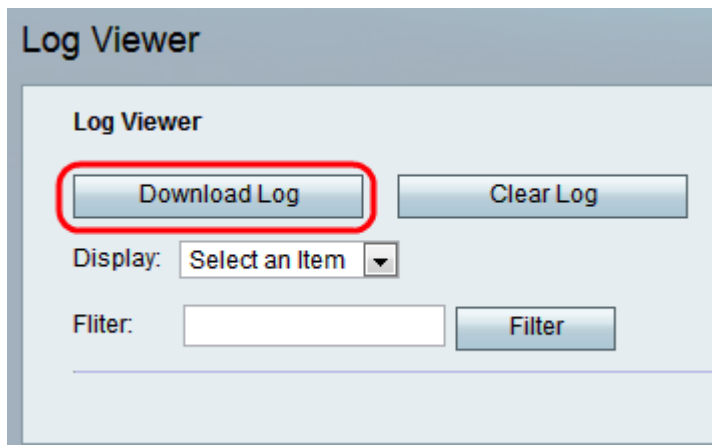 Log Viewer
Log Viewer
Download Log Clear Log
Display: Select an Item
Fliter: Filter